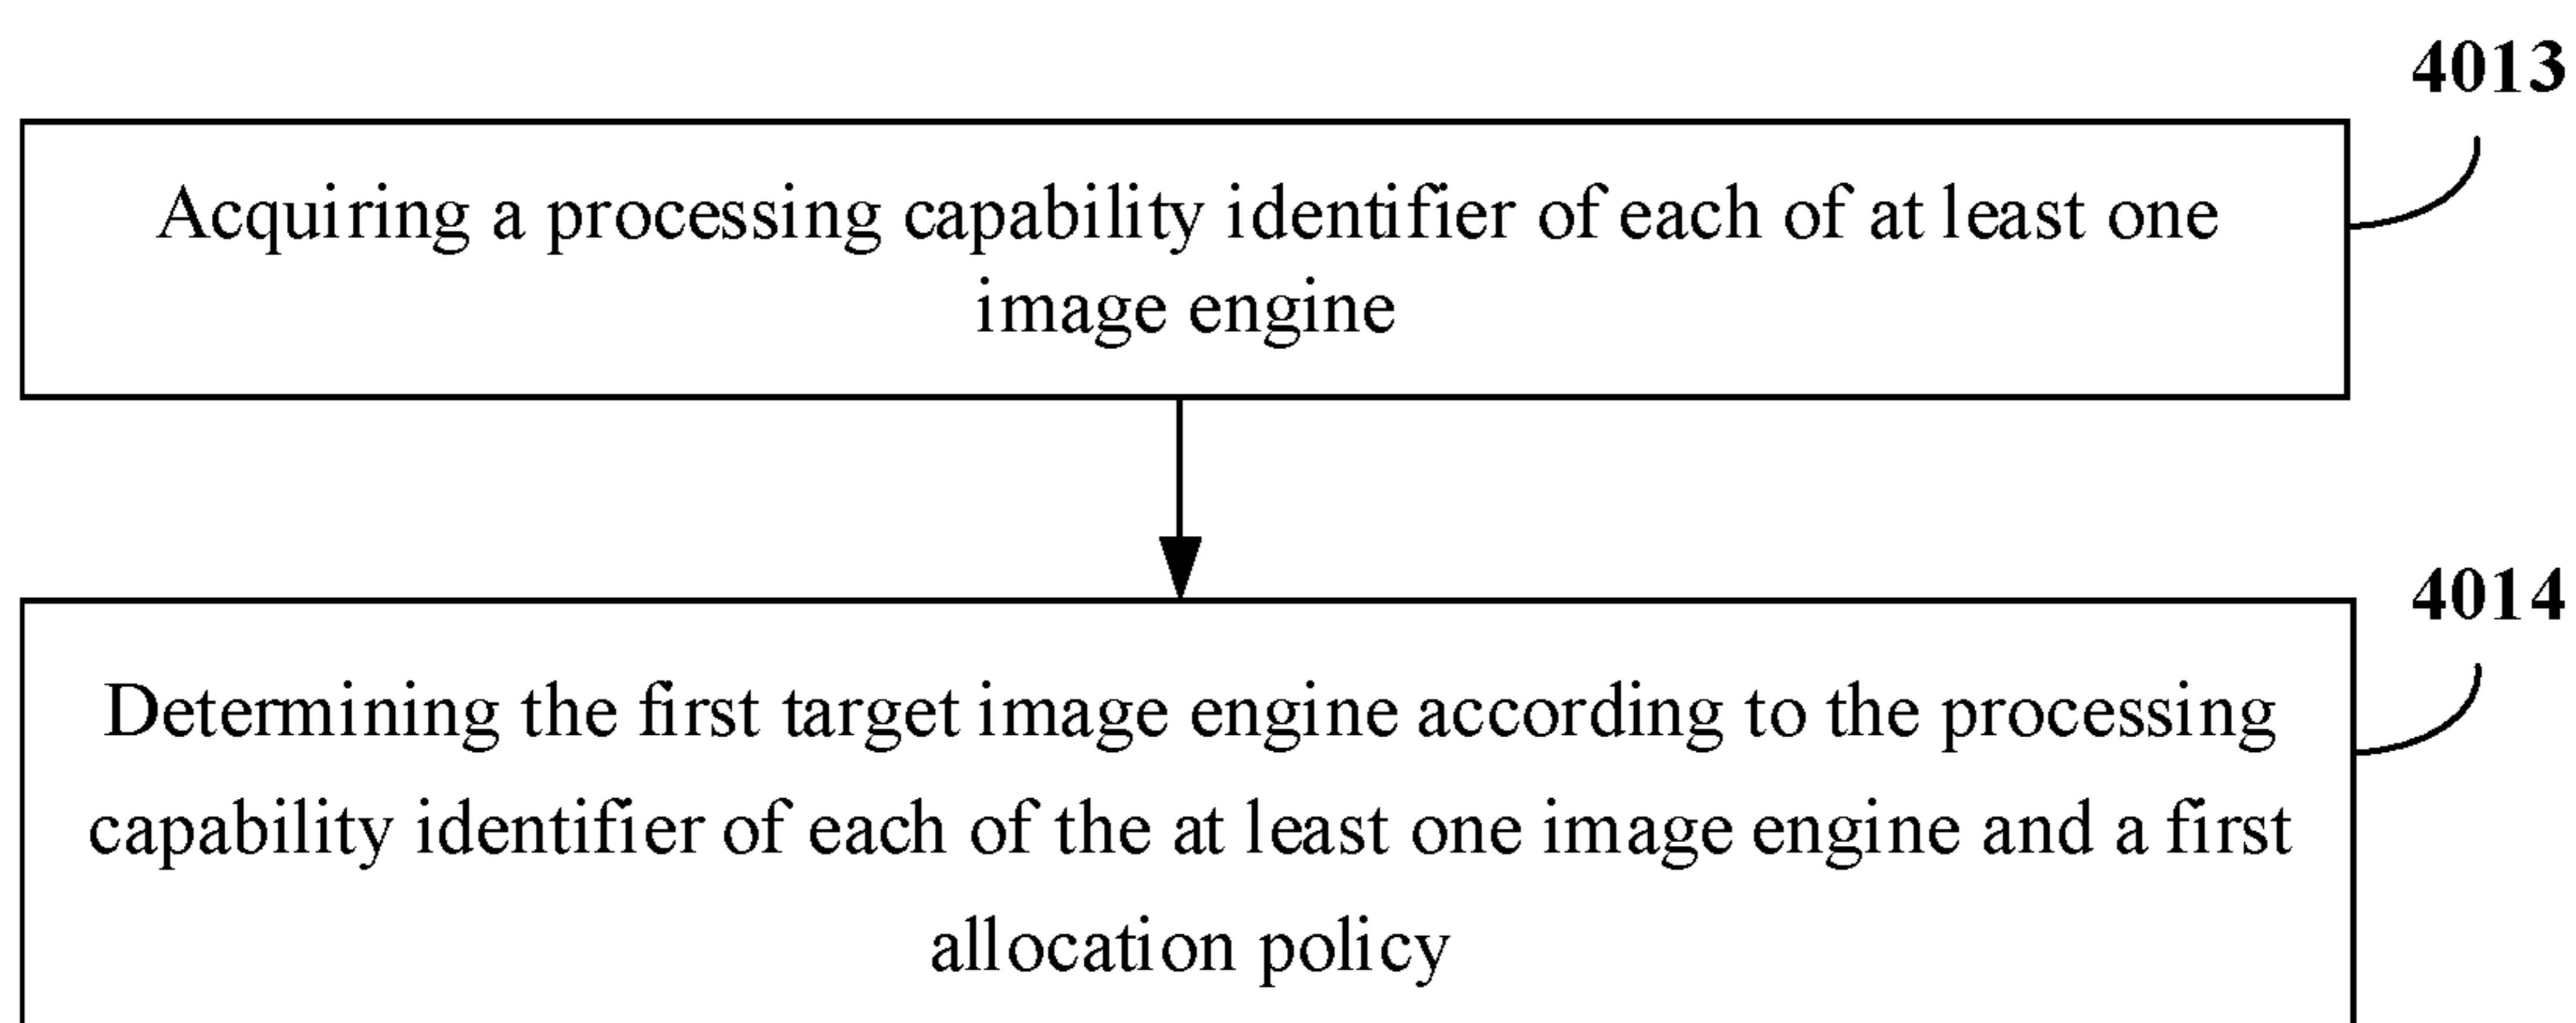 4013
Acquiring a processing capability identifier of each of at least one
image engine
4014
Determining the first target image engine according to the processing
capability identifier of each of the at least one image engine and a first
allocation policy